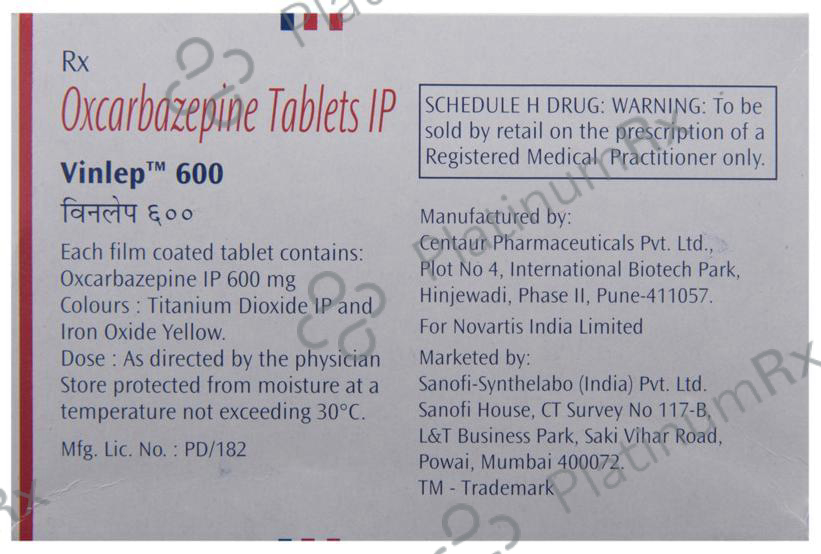 Rx
Oxcarbazepine Tablets IP
Vinlep™ 600
विनलेप ६००
Each film coated tablet contains:
Oxcarbazepine IP 600 mg
Colours : Titanium Dioxide IP and
Iron Oxide Yellow.
Dose : As directed by the physician
Store protected from moisture at a
temperature not exceeding 30°C.
Mfg. Lic. No. : PD/182
SCHEDULE H DRUG: WARNING: To be
sold by retail on the prescription of a
Registered Medical Practitioner only.
Manufactured by:
Centaur Pharmaceuticals Pvt. Ltd.,
Plot No 4, International Biotech Park,
Hinjewadi, Phase II, Pune-411057.
For Novartis India Limited
Marketed by:
Sanofi-Synthelabo (India) Pvt. Ltd.
Sanofi House, CT Survey No 117-B,
L&T Business Park, Saki Vihar Road,
Powai, Mumbai 400072.
TM - Trademark
PlatinumRx
PlatinumRx